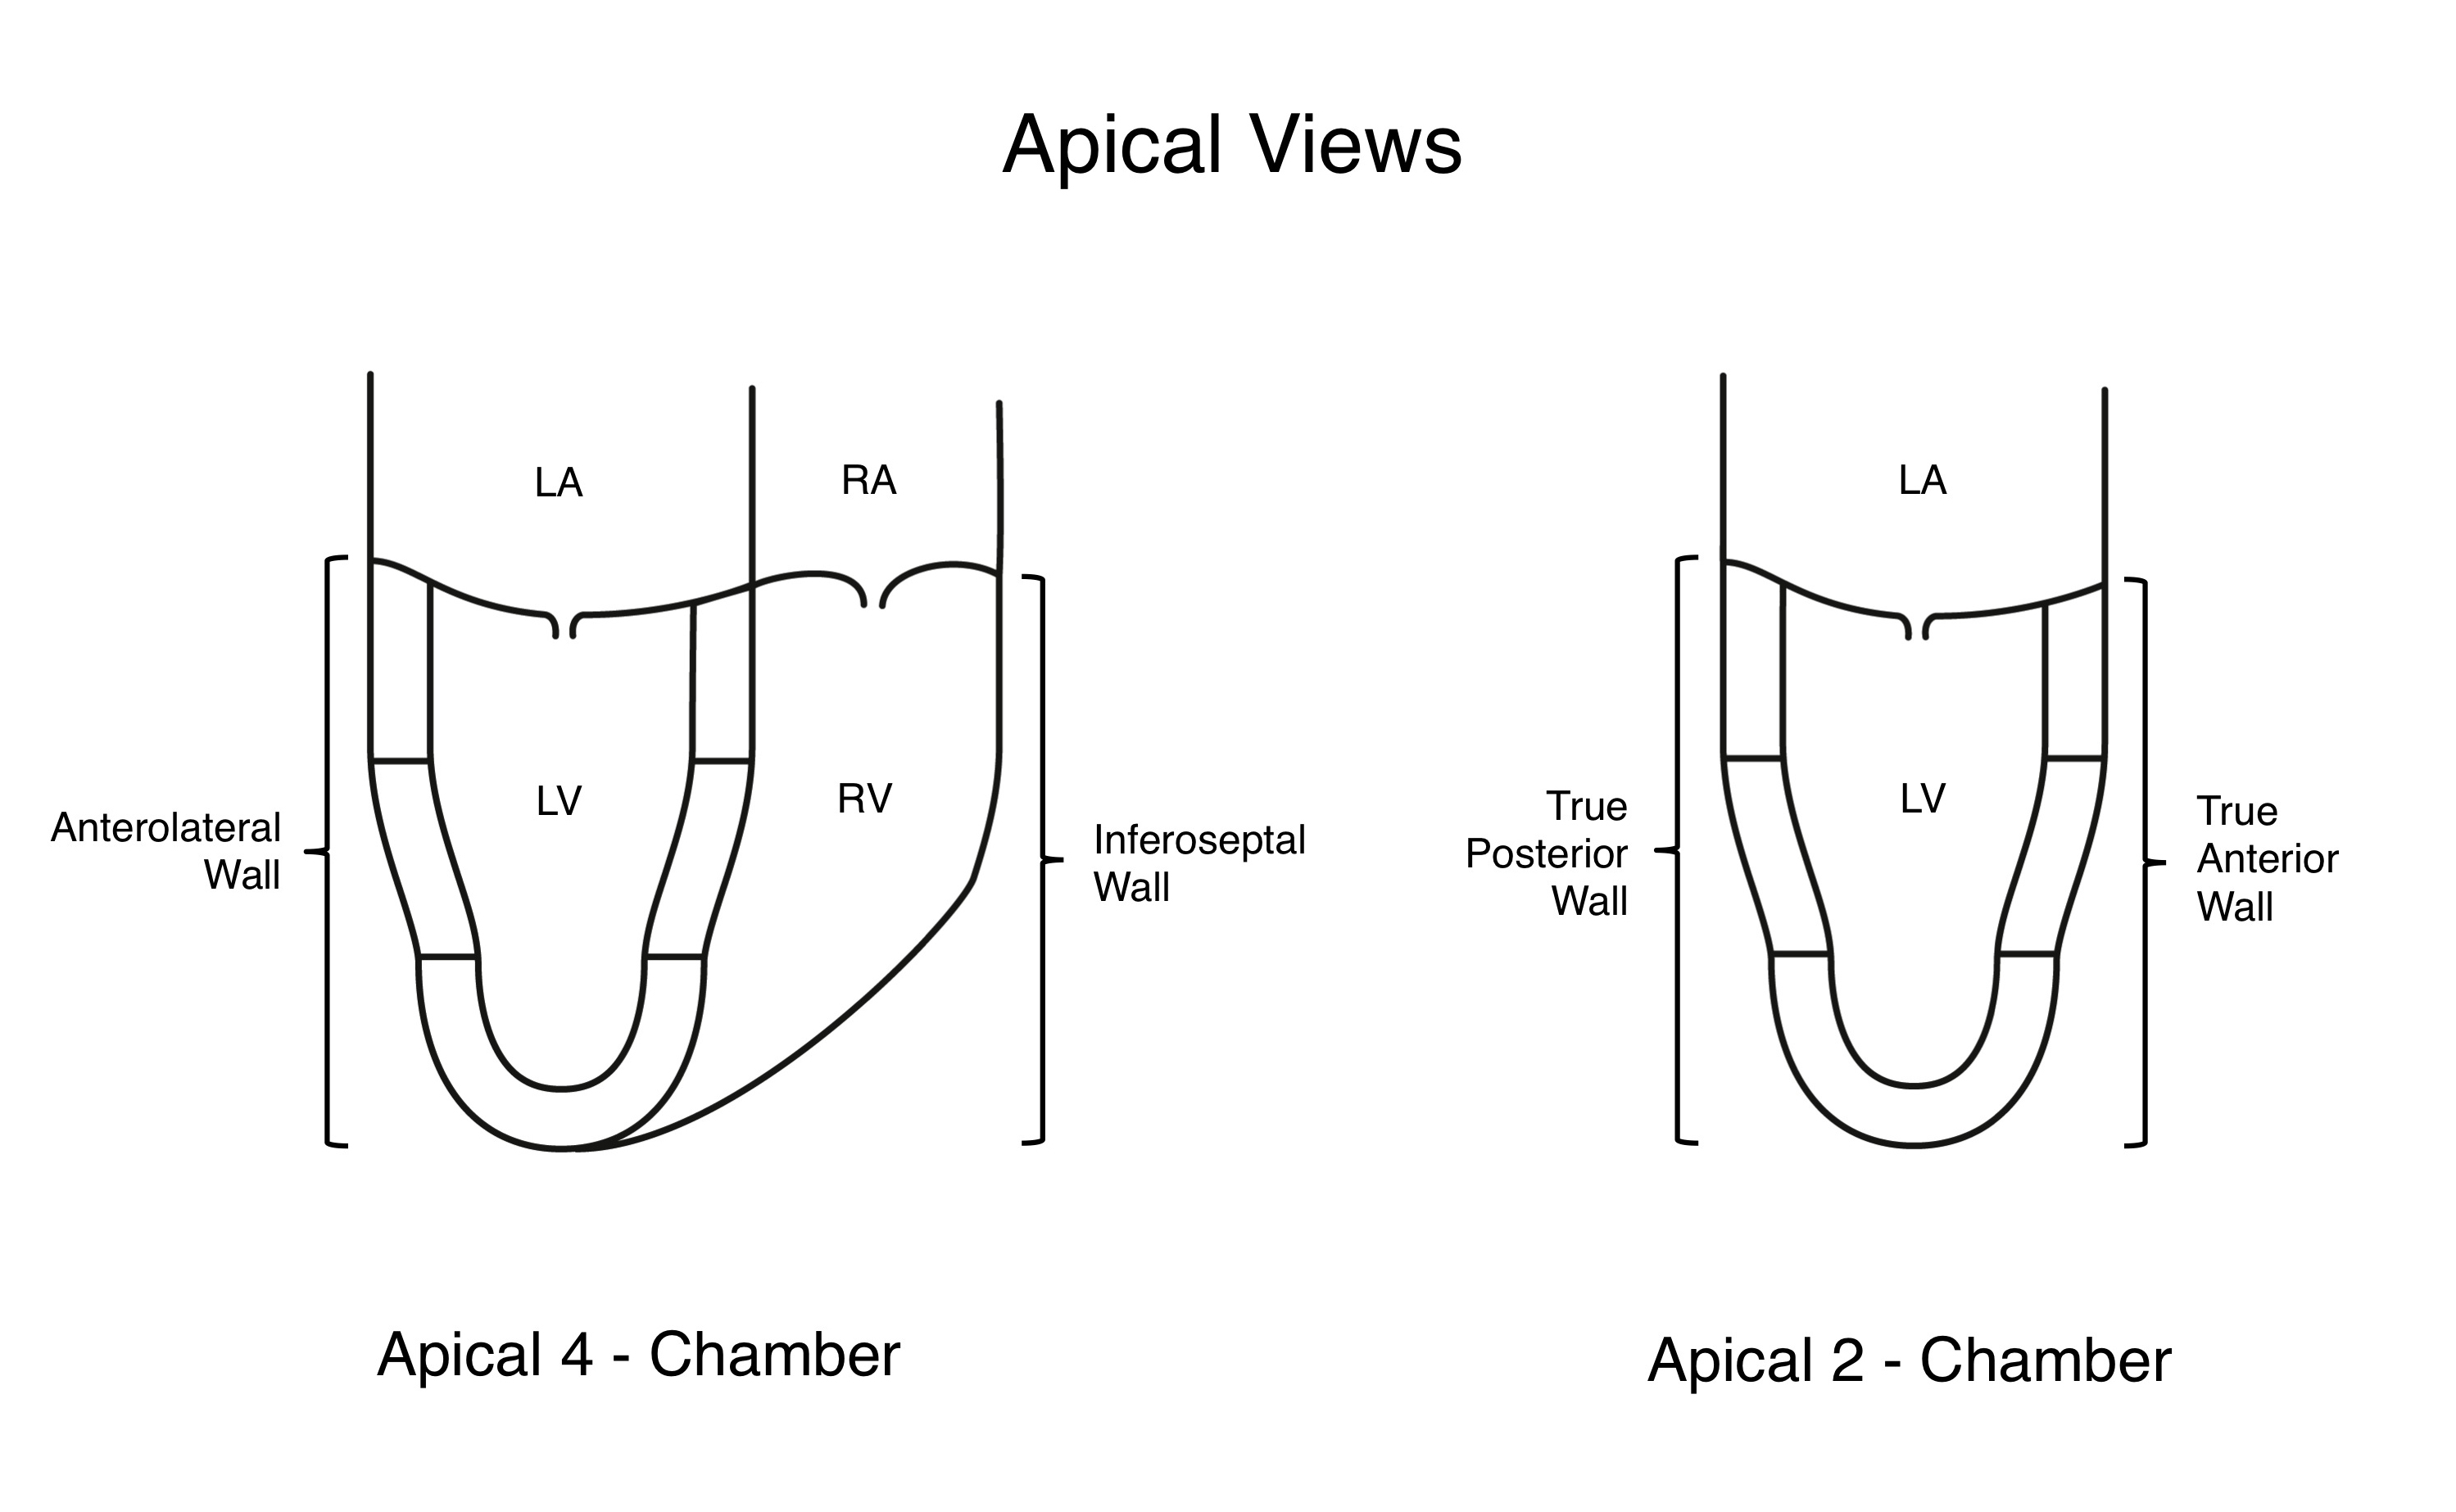 Apical Views
LA
RA
LV
RV
Anterolateral
Wall
Inferoseptal
Wall
Apical 4 - Chamber
LA
LV
True
Posterior
Wall
True
Anterior
Wall
Apical 2 - Chamber